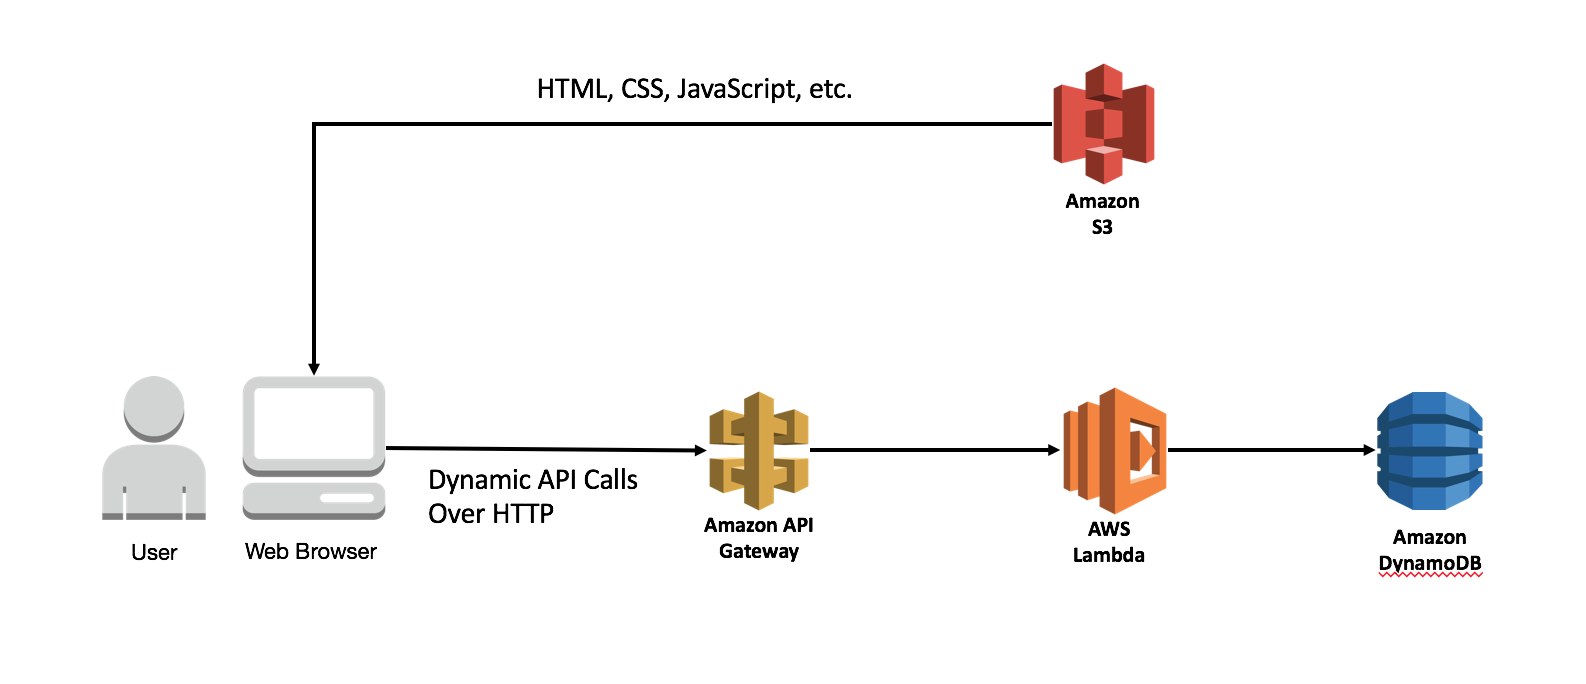 HTML, CSS, JavaScript, etc.
Amazon
S3
Dynamic API Calls
Over HTTP
User
Web Browser
Amazon API
Gateway
AWS
Lambda
Amazon
DynamoDB